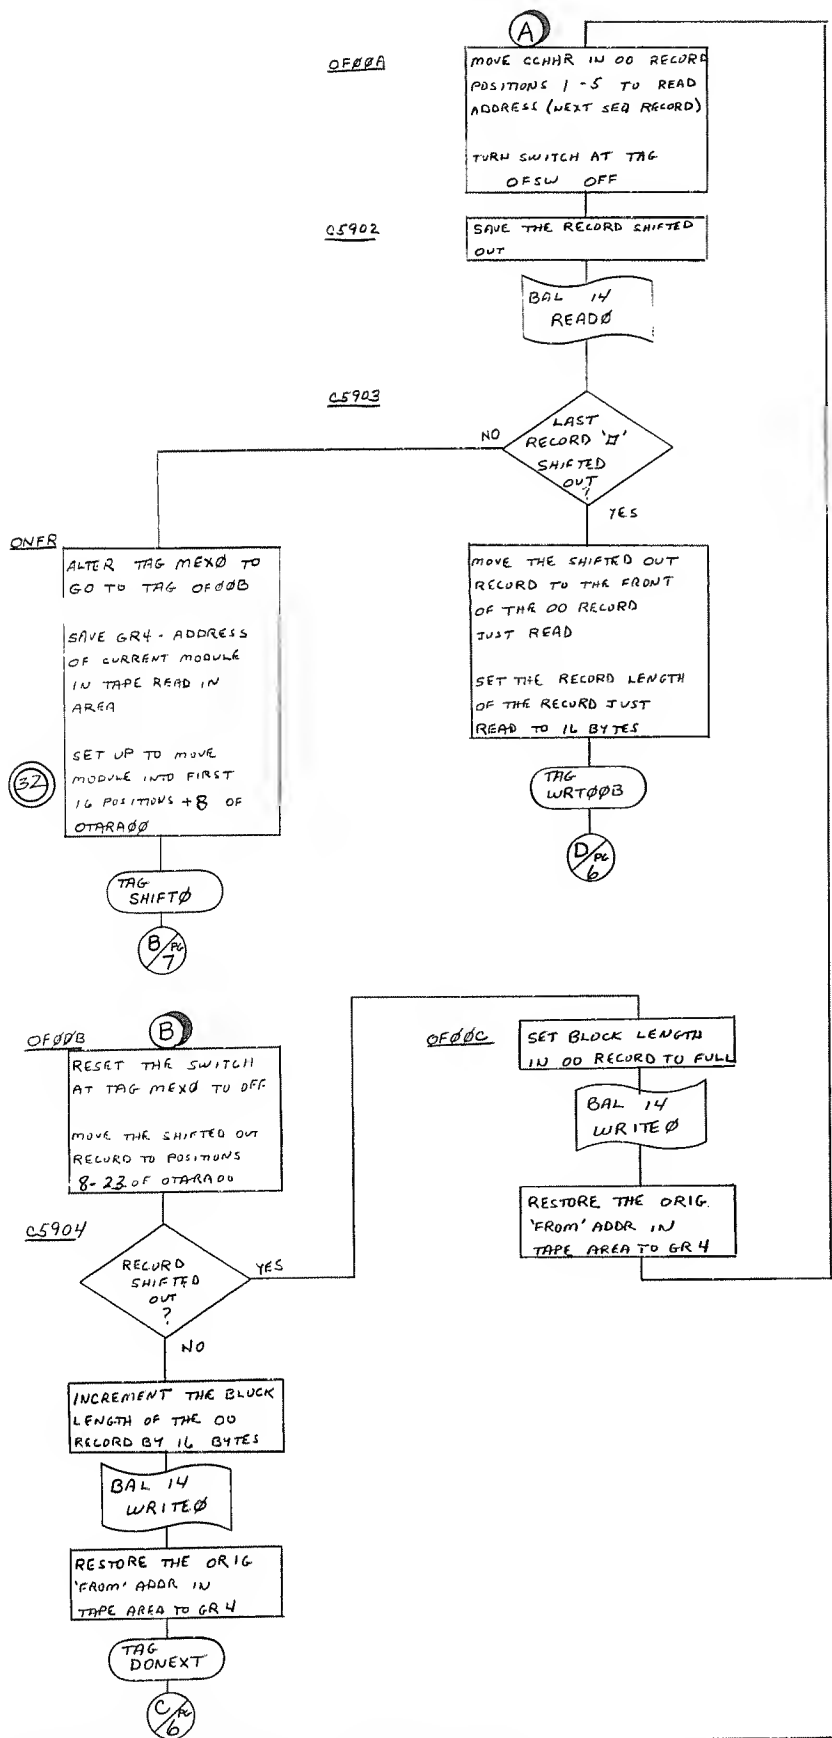 A
OFØØA
MOVE CCHHR IN 00 RECORD
POSITIONS 1-5 TO READ
ADDRESS (NEXT SEQ RECORD)
TURN SWITCH AT TAG
OFSW OFF
C5902
SAVE THE RECORD SHIFTED
OUT
BAL 14
READØ
C5903
LAST
RECORD '¤'
SHIFTED
OUT
?
NO
YES
ONFR
ALTER TAG MEXØ TO
GO TO TAG OFØØB
SAVE GR4 - ADDRESS
OF CURRENT MODULE
IN TAPE READ IN
AREA
SET UP TO MOVE
MODULE INTO FIRST
16 POSITIONS +8 OF
OTARAØØ
32
TAG
SHIFTØ
B/PG
7
MOVE THE SHIFTED OUT
RECORD TO THE FRONT
OF THE 00 RECORD
JUST READ
SET THE RECORD LENGTH
OF THE RECORD JUST
READ TO 16 BYTES
TAG
WRTØØB
D/PG
6
B
OFØØB
RESET THE SWITCH
AT TAG MEXØ TO OFF
MOVE THE SHIFTED OUT
RECORD TO POSITIONS
8-23 OF OTARA00
C5904
RECORD
SHIFTED
OUT
?
YES
NO
OFØØC
SET BLOCK LENGTH
IN 00 RECORD TO FULL
BAL 14
WRITEØ
RESTORE THE ORIG.
'FROM' ADDR IN
TAPE AREA TO GR4
INCREMENT THE BLOCK
LENGTH OF THE 00
RECORD BY 16 BYTES
BAL 14
WRITEØ
RESTORE THE ORIG
'FROM' ADDR IN
TAPE AREA TO GR4
TAG
DONEXT
C/PG
6